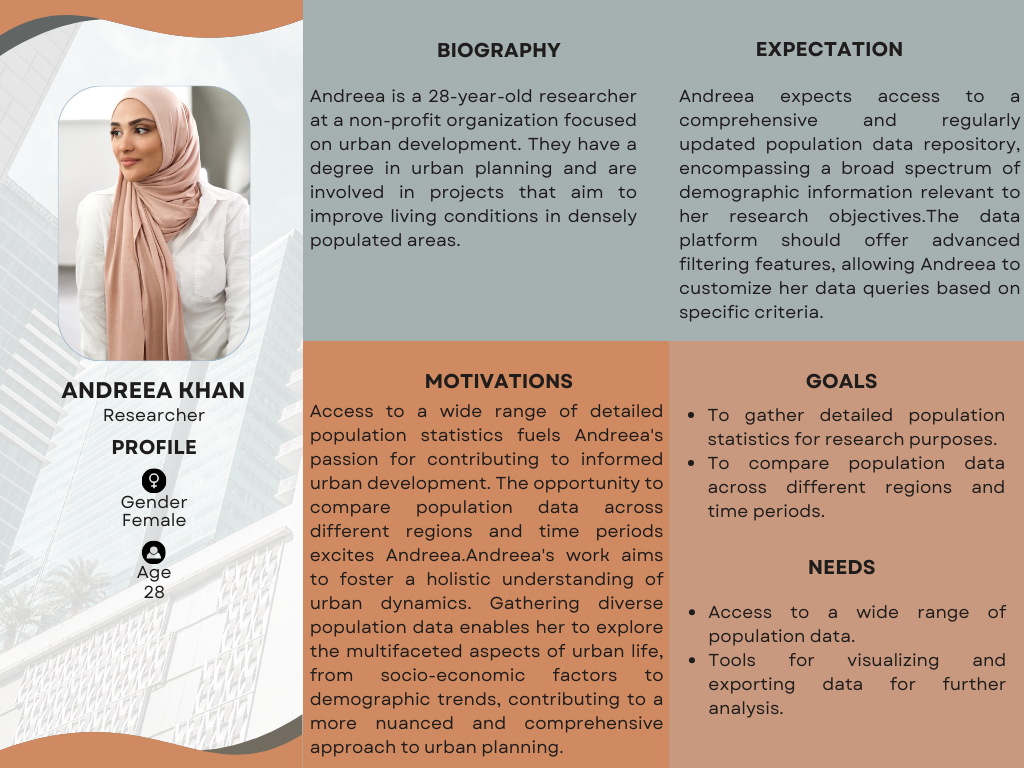 ANDREEA KHAN
Researcher
PROFILE
Gender
Female
Age
28
BIOGRAPHY
Andreea is a 28-year-old researcher
at a non-profit organization focused
on urban development. They have a
degree in urban planning and are
involved in projects that aim to
improve living conditions in densely
populated areas.
EXPECTATION
Andreea expects access to a
comprehensive and regularly
updated population data repository,
encompassing a broad spectrum of
demographic information relevant to
her research objectives.The data
platform should offer advanced
filtering features, allowing Andreea to
customize her data queries based on
specific criteria.
MOTIVATIONS
Access to a wide range of detailed
population statistics fuels Andreea's
passion for contributing to informed
urban development. The opportunity to
compare population data across
different regions and time periods
excites Andreea.Andreea's work aims
to foster a holistic understanding of
urban dynamics. Gathering diverse
population data enables her to explore
the multifaceted aspects of urban life,
from socio-economic factors to
demographic trends, contributing to a
more nuanced and comprehensive
approach to urban planning.
GOALS
• To gather detailed population
statistics for research purposes.
• To compare population data
across different regions and
time periods.
NEEDS
• Access to a wide range of
population data.
• Tools for visualizing and
exporting data for further
analysis.